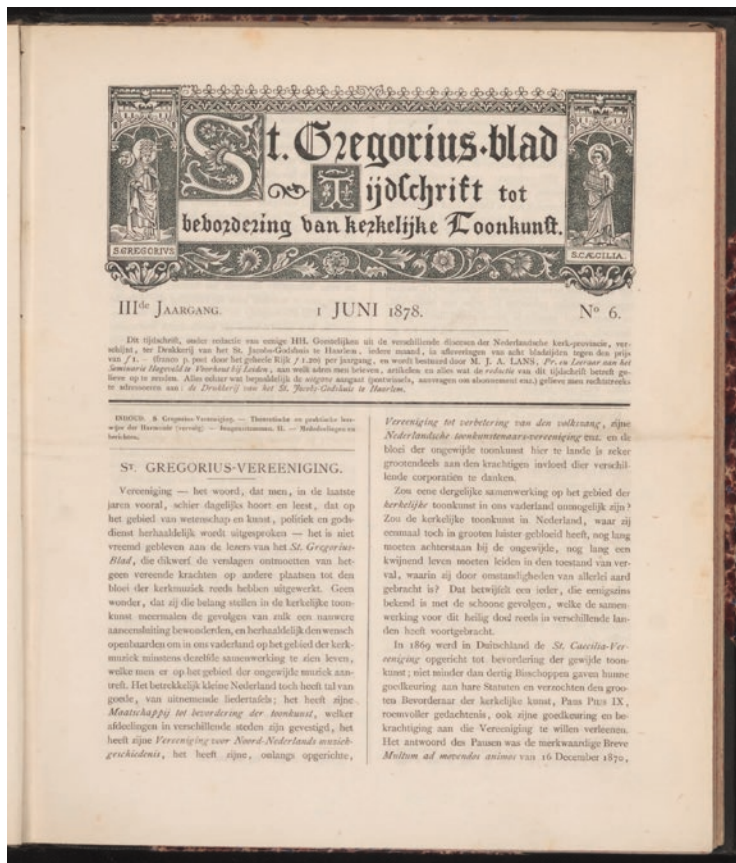 St. Gregorius-blad
Tijdschrift tot
bevordering van kerkelijke Toonkunst.
S. GREGORIVS
S. CÆCILIA.
IIIde JAARGANG.
1 JUNI 1878.
No 6.
Dit tijdschrift, onder redactie van eenige HH. Geestelijken uit de verschillende diocesen der Nederlandsche kerk-provincie, ver-
schijnt, ter Drukkerij van het St. Jacobs-Godshuis te Haarlem, iedere maand, in afleveringen van acht bladzijden tegen den prijs
van f 1. — (franco p. post door het geheele Rijk f 1.20) per jaargang, en wordt bestuurd door M. J. A. LANS, Pr. en Leeraar aan het
Seminarie Hageveld te Voorhout bij Leiden, aan welk adres men brieven, artikelen en alles wat de redactie van dit tijdschrift betreft ge-
lieve op te zenden. Alles echter wat bepaaldelijk de uitgave aangaat (postwissels, aanvragen om abonnement enz.) gelieve men rechtstreeks
te adresseeren aan: de Drukkerij van het St. Jacobs-Godshuis te Haarlem.
INHOUD. S Gregorius-Vereeniging. — Theoretische en praktische leer-
wijze der Harmonie (vervolg). — II. — Mededeelingen en
berichten.
ST. GREGORIUS-VEREENIGING.
Vereeniging — het woord, dat men, in de laatste
jaren vooral, schier dagelijks hoort en leest, dat op
het gebied van wetenschap en kunst, politiek en gods-
dienst herhaaldelijk wordt uitgesproken — het is niet
vreemd gebleven aan de lezers van het St. Gregorius-
Blad, die dikwerf de verslagen ontmoetten van het-
geen vereende krachten op andere plaatsen tot den
bloei der kerkmuziek reeds hebben uitgewerkt. Geen
wonder, dat zij die belang stellen in de kerkelijke toon-
kunst meermalen de gevolgen van zulk een nauwere
aaneensluiting bewonderden, en herhaaldelijk den wensch
openbaarden om in ons vaderland op het gebied der kerk-
muziek minstens dezelfde samenwerking te zien leven,
welke men er op het gebied der ongewijde muziek aan-
treft. Het betrekkelijk kleine Nederland toch heeft tal van
goede, van uitnemende liedertafels; het heeft zijne
Maatschappij tot bevordering der toonkunst, welker
afdeelingen in verschillende steden zijn gevestigd, het
heeft zijne Vereeniging voor Noord-Nederlands muziek-
geschiedenis, het heeft zijne, onlangs opgerichte,
Vereeniging tot verbetering van den volkszang, zijne
Nederlandsche toonkunstenaars-vereeniging enz. en de
bloei der ongewijde toonkunst hier te lande is zeker
grootendeels aan den krachtigen invloed dier verschil-
lende corporatiën te danken.
Zou eene dergelijke samenwerking op het gebied der
kerkelijke toonkunst in ons vaderland onmogelijk zijn?
Zou de kerkelijke toonkunst in Nederland, waar zij
eenmaal toch in grooten luister gebloeid heeft, nog lang
moeten achterstaan bij de ongewijde, nog lang een
kwijnend leven moeten leiden in den toestand van ver-
val, waarin zij door omstandigheden van allerlei aard
gebracht is? Dat betwijfelt een ieder, die eenigszins
bekend is met de schoone gevolgen, welke de samen-
werking voor dit heilig doel reeds in verschillende lan-
den heeft voortgebracht.
In 1869 werd in Duitschland de St. Caecilia-Ver-
eeniging opgericht tot bevordering der gewijde toon-
kunst; niet minder dan dertig Bisschoppen gaven hunne
goedkeuring aan hare Statuten en verzochten den groo-
ten Bevorderaar der kerkelijke kunst, Paus Pius IX,
roemvoller gedachtenis, ook zijne goedkeuring en be-
krachtiging aan die Vereeniging te willen verleenen.
Het antwoord des Pausen was de merkwaardige Breve
Multum ad movendos animos van 16 December 1870,